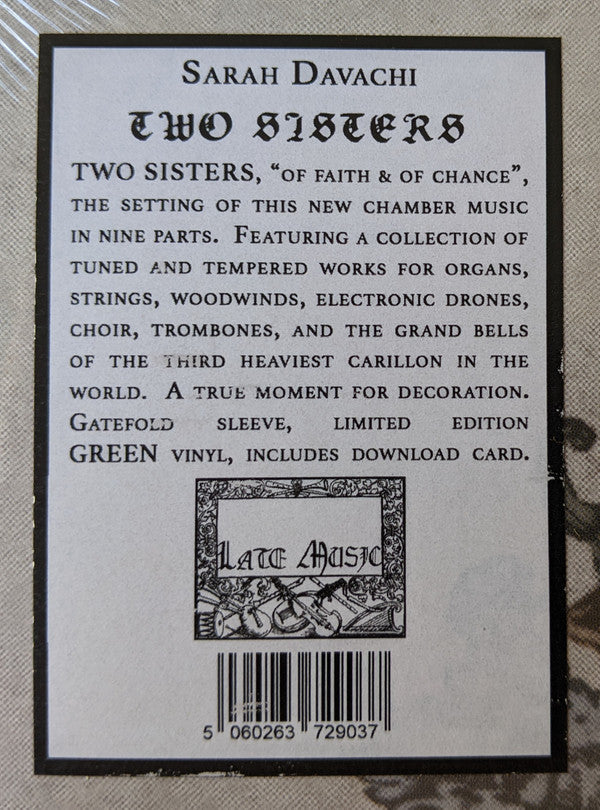 Sarah Davachi
TWO SISTERS
TWO SISTERS, “OF FAITH & OF CHANCE”,
THE SETTING OF THIS NEW CHAMBER MUSIC
IN NINE PARTS. FEATURING A COLLECTION OF
TUNED AND TEMPERED WORKS FOR ORGANS,
STRINGS, WOODWINDS, ELECTRONIC DRONES,
CHOIR, TROMBONES, AND THE GRAND BELLS
OF THE THIRD HEAVIEST CARILLON IN THE
WORLD. A TRUE MOMENT FOR DECORATION.
GATEFOLD SLEEVE, LIMITED EDITION
GREEN VINYL, INCLUDES DOWNLOAD CARD.
LATE MUSIC
5 060263 729037